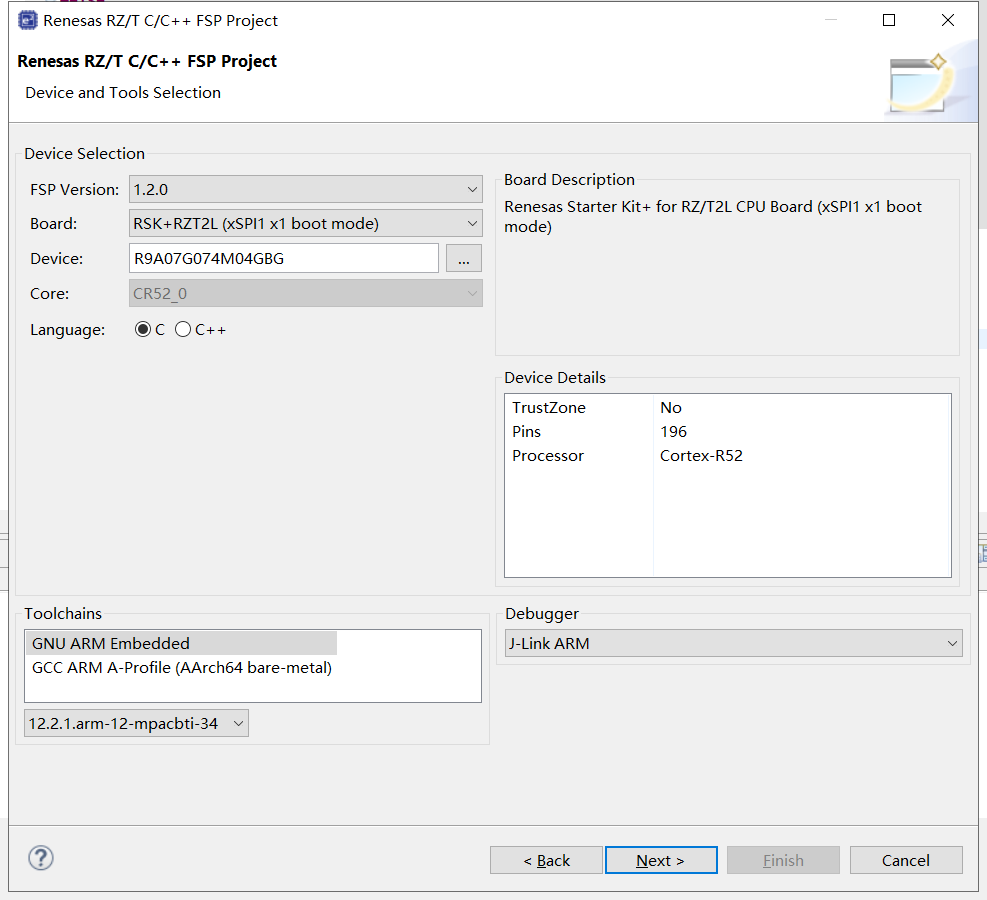 Renesas RZ/T C/C++ FSP Project
Renesas RZ/T C/C++ FSP Project
Device and Tools Selection
Device Selection
FSP Version:
1.2.0
Board:
RSK+RZT2L (xSPI1 x1 boot mode)
Device:
R9A07G074M04GBG
...
Core:
CR52_0
Language:
C
C++
Board Description
Renesas Starter Kit+ for RZ/T2L CPU Board (xSPI1 x1 boot
mode)
Device Details
TrustZone No
Pins 196
Processor Cortex-R52
Toolchains
GNU ARM Embedded
GCC ARM A-Profile (AArch64 bare-metal)
12.2.1.arm-12-mpacbti-34
Debugger
J-Link ARM
?
< Back
Next >
Finish
Cancel